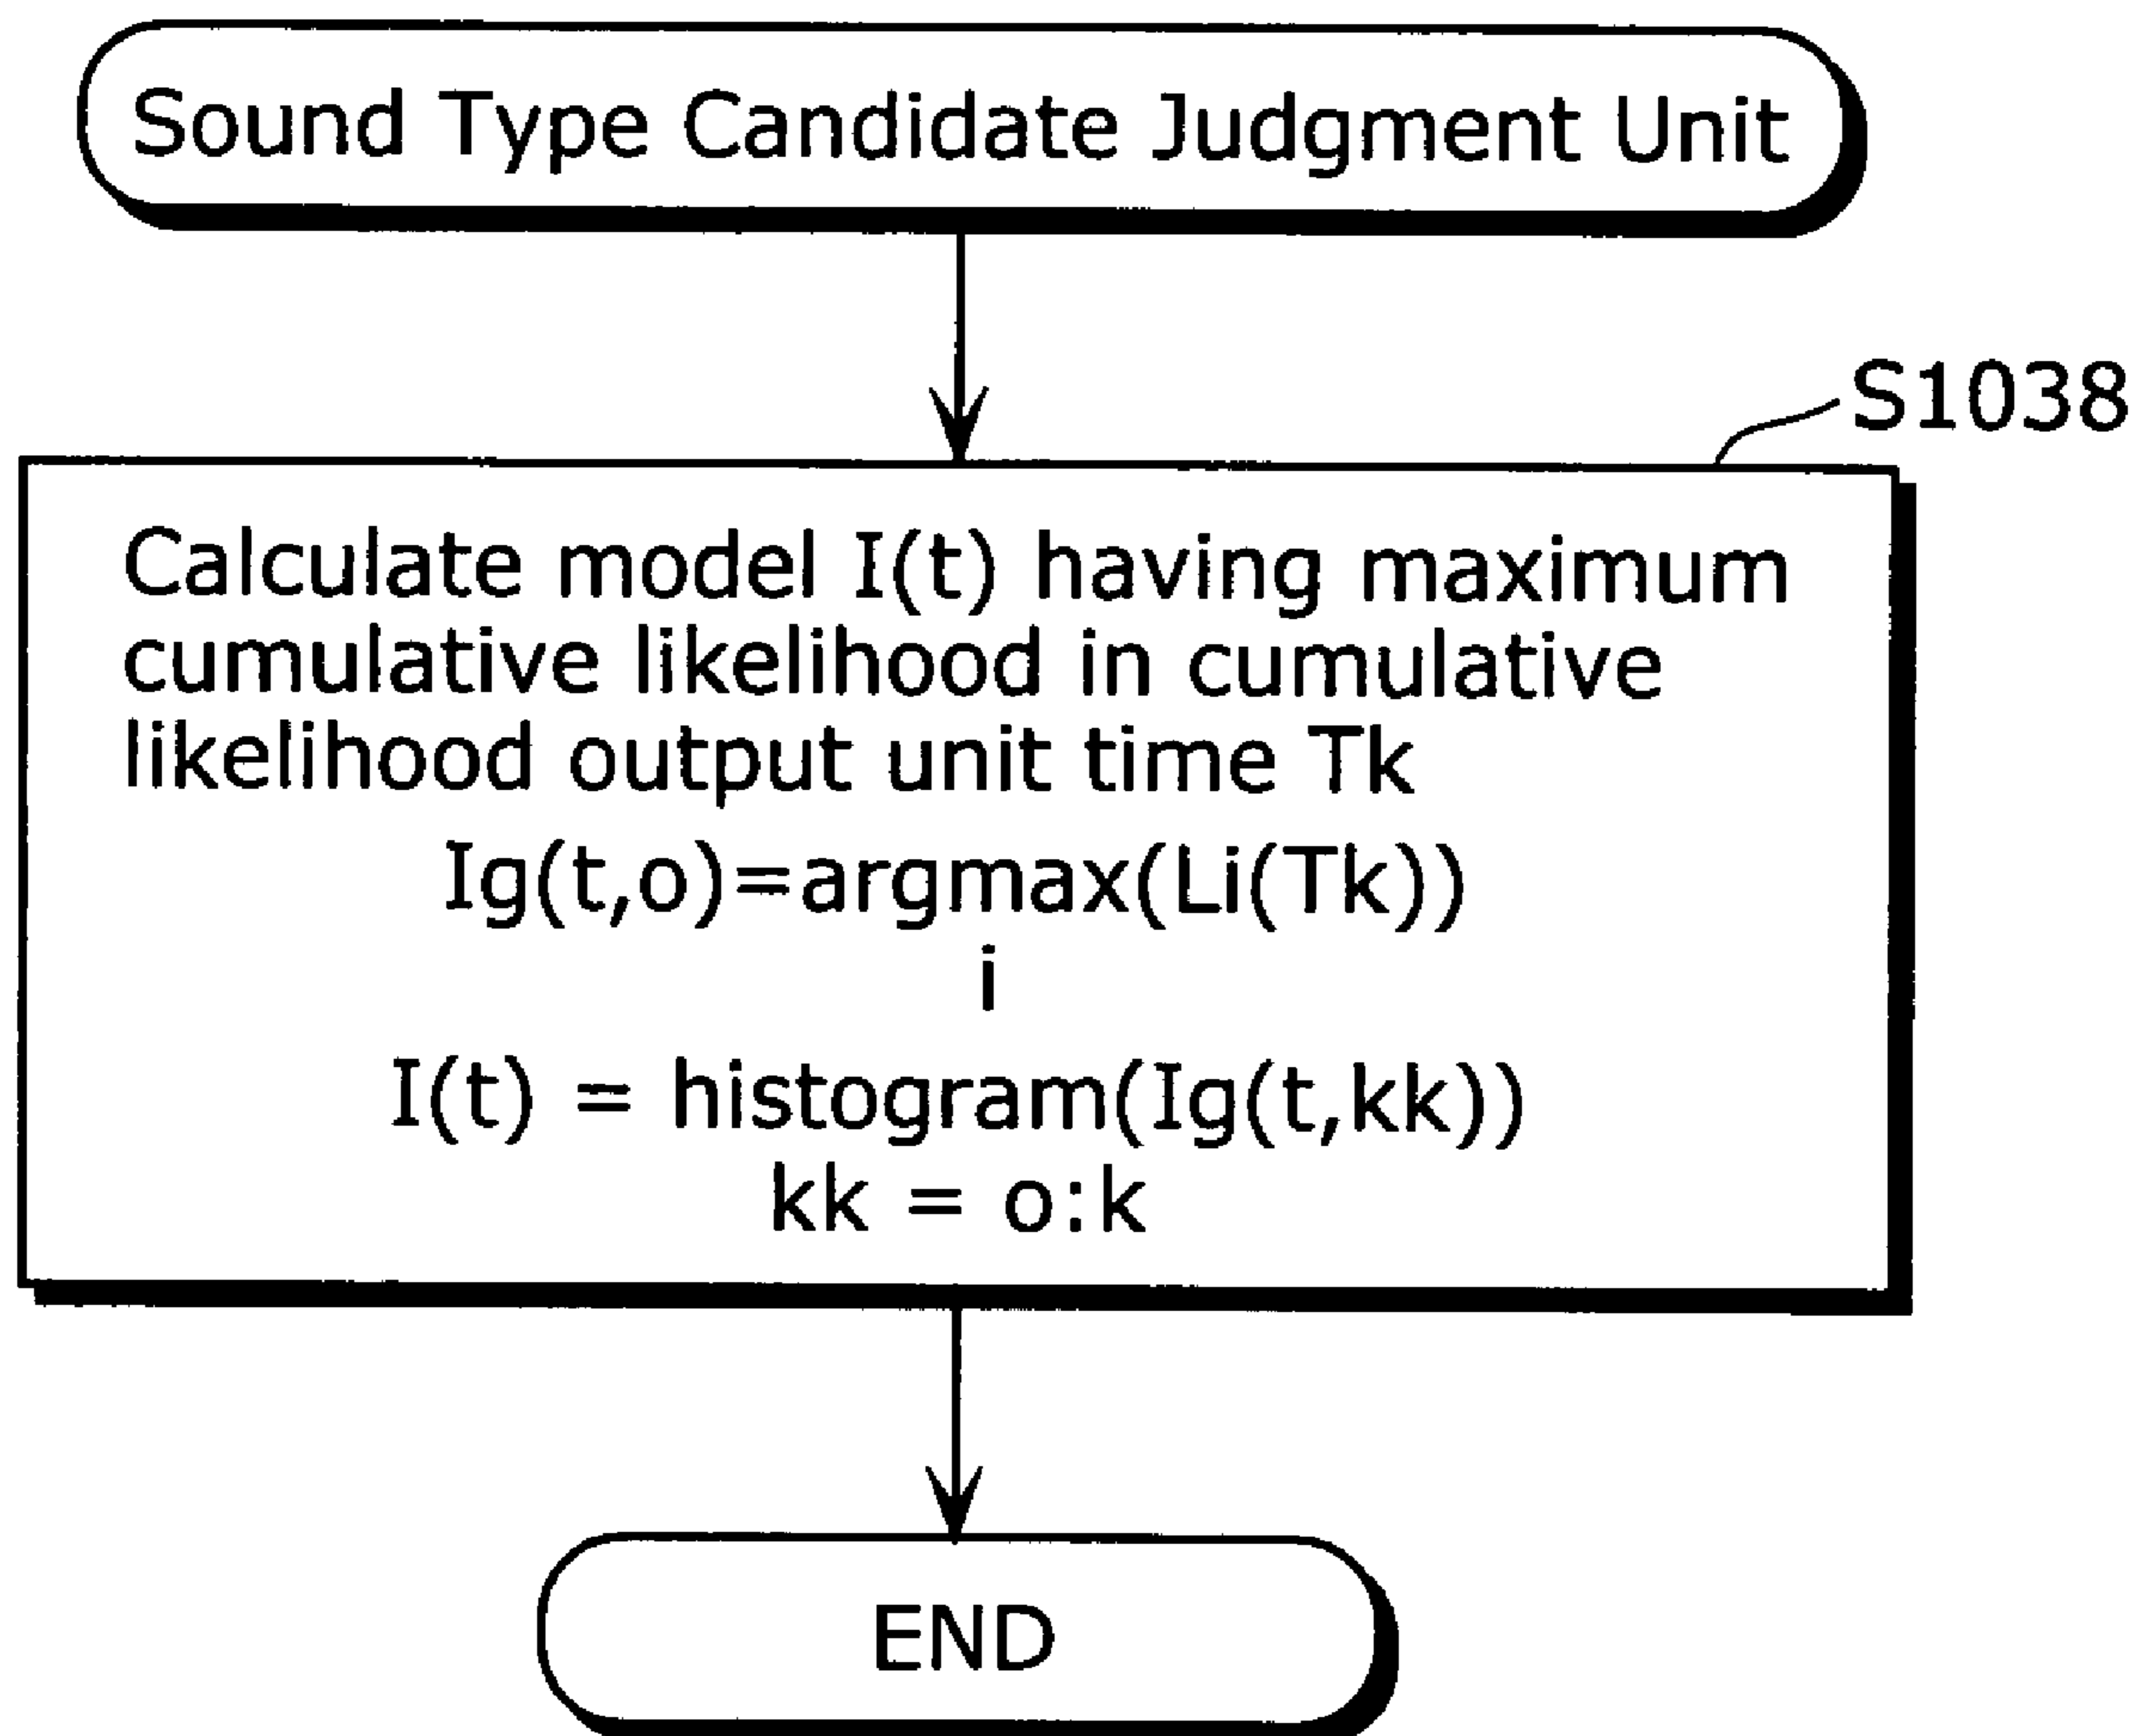 Sound Type Candidate Judgment Unit
S1038
Calculate model I(t) having maximum
cumulative likelihood in cumulative
likelihood output unit time Tk
Ig(t,o)=argmax(Li(Tk))
i
I(t) = histogram(Ig(t,kk))
kk = o:k
END